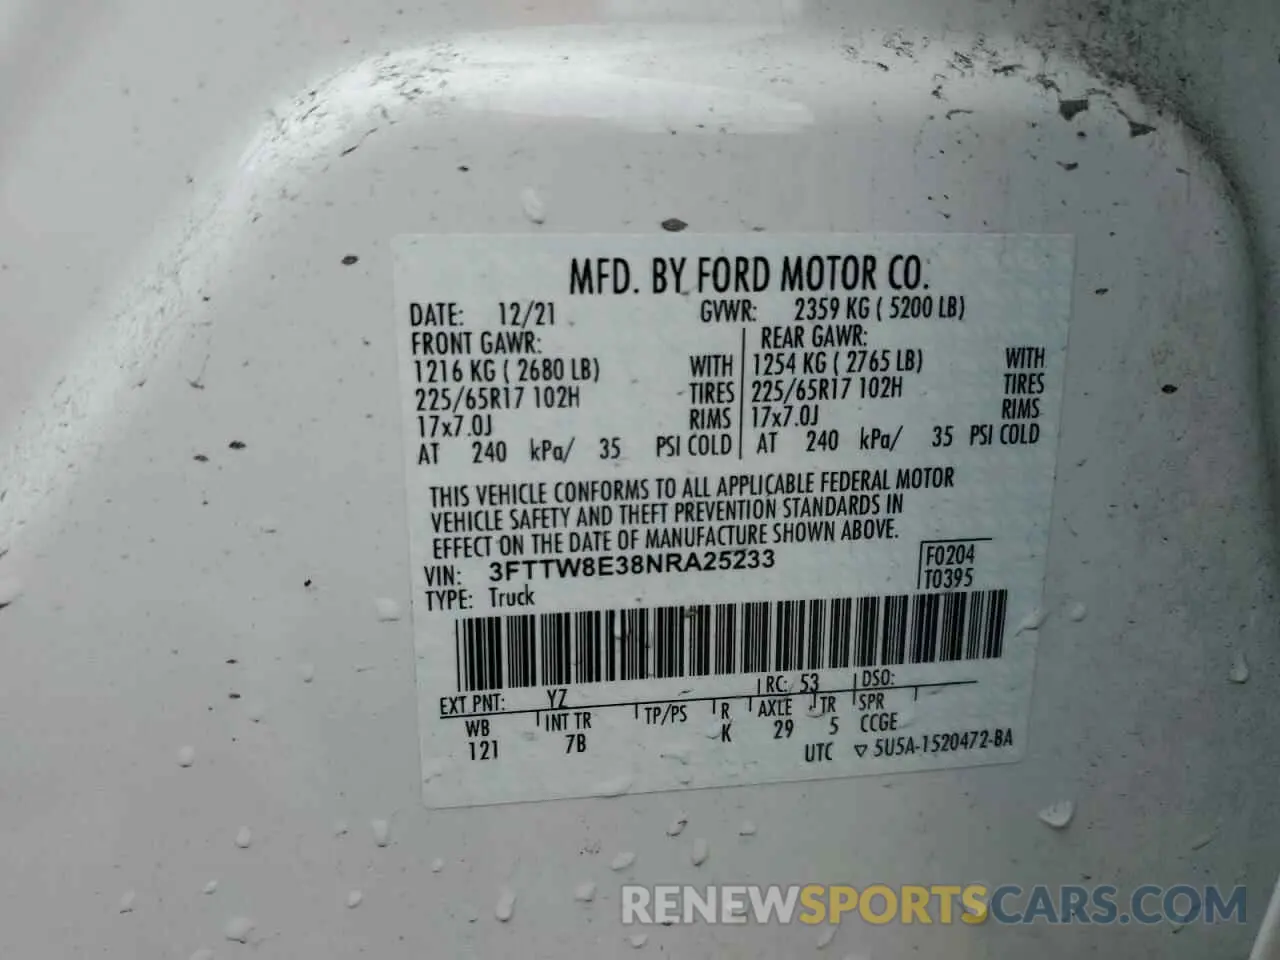 MFD. BY FORD MOTOR CO.
DATE: 12/21 GVWR: 2359 KG ( 5200 LB)
FRONT GAWR: REAR GAWR:
1216 KG ( 2680 LB) WITH 1254 KG ( 2765 LB) WITH
225/65R17 102H TIRES 225/65R17 102H TIRES
17x7.0J RIMS 17x7.0J RIMS
AT 240 kPa/ 35 PSI COLD AT 240 kPa/ 35 PSI COLD
THIS VEHICLE CONFORMS TO ALL APPLICABLE FEDERAL MOTOR
VEHICLE SAFETY AND THEFT PREVENTION STANDARDS IN
EFFECT ON THE DATE OF MANUFACTURE SHOWN ABOVE.
VIN: 3FTTW8E38NRA25233 F0204
TYPE: Truck T0395
EXT PNT: YZ RC: 53 DSO:
WB INT TR TP/PS R AXLE TR SPR
121 7B K 29 5 CCGE
UTC ▽ 5U5A-1520472-BA
RENEWSPORTSCARS.COM